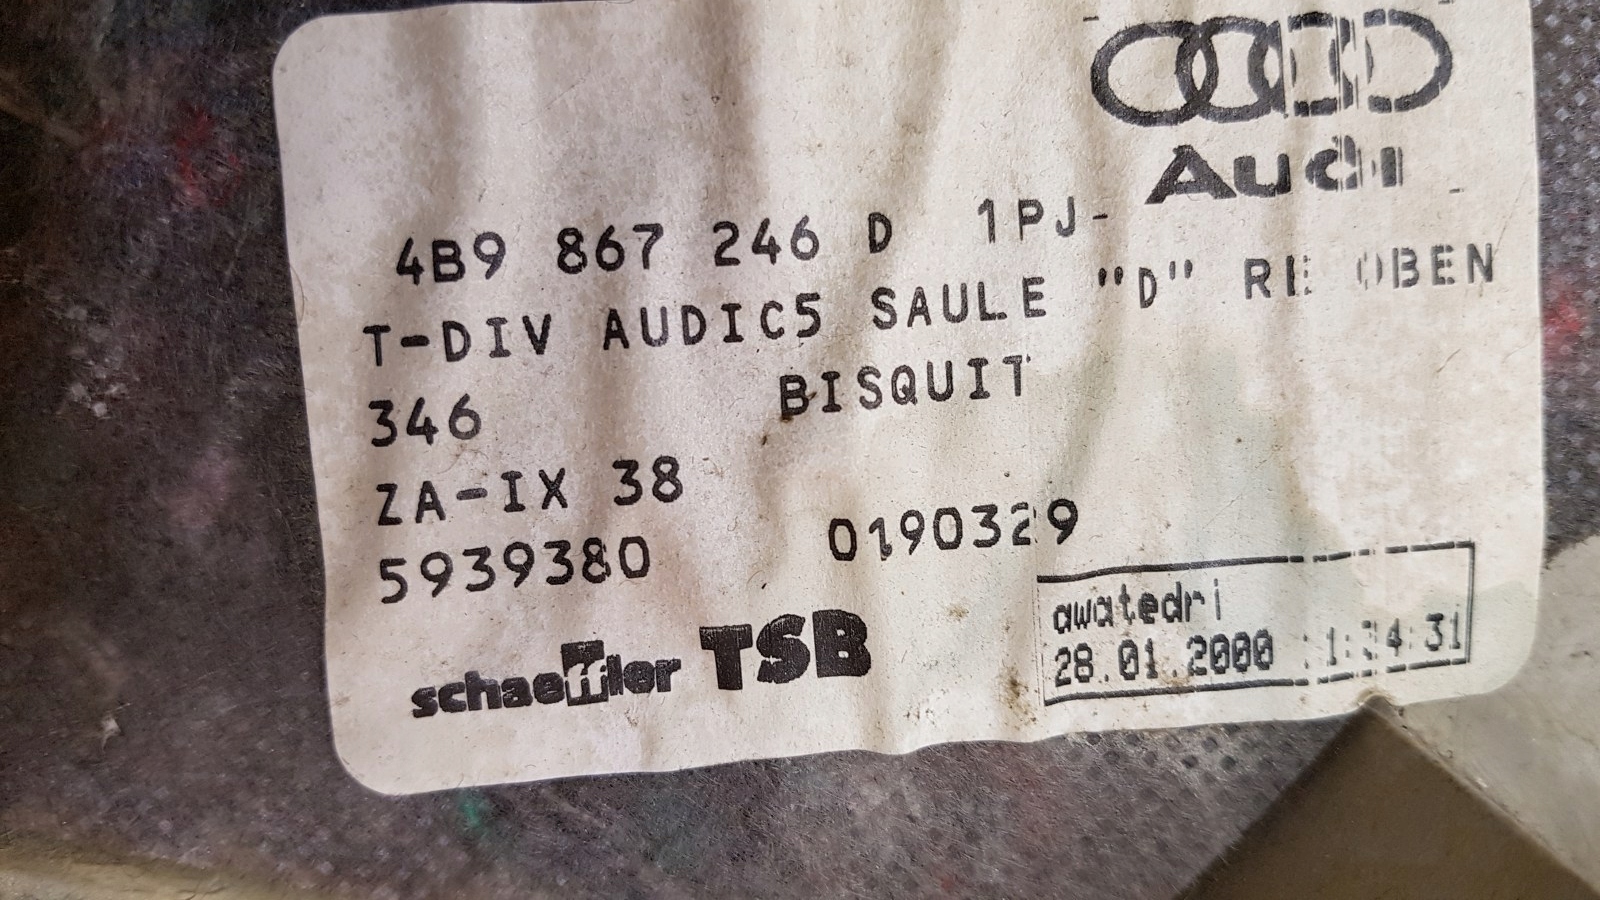 Audi
4B9 867 246 D 1PJ-
T-DIV AUDIC5 SAULE "D" RE OBEN
346 BISQUIT
ZA-IX 38
5939380 0190329
schaeffler TSB
awatedri
28.01.2000